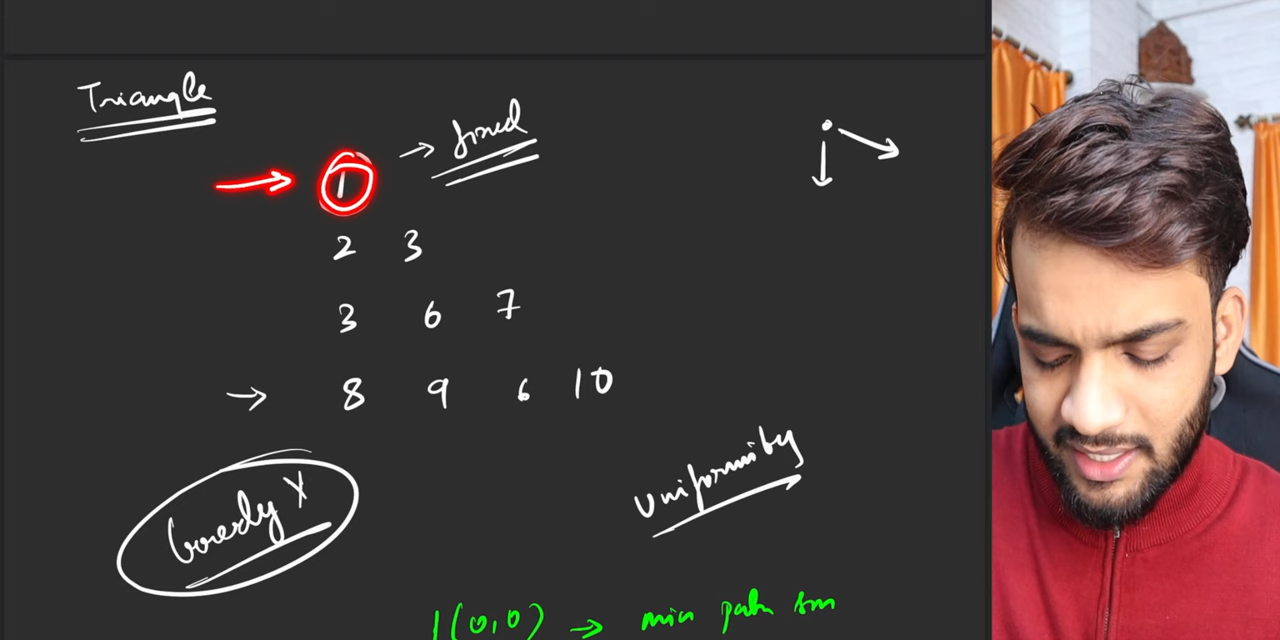 Triangle
1 → fixed
2 3
3 6 7
→ 8 9 6 10
Greedy X
Uniformity
f(0,0) → min path sum